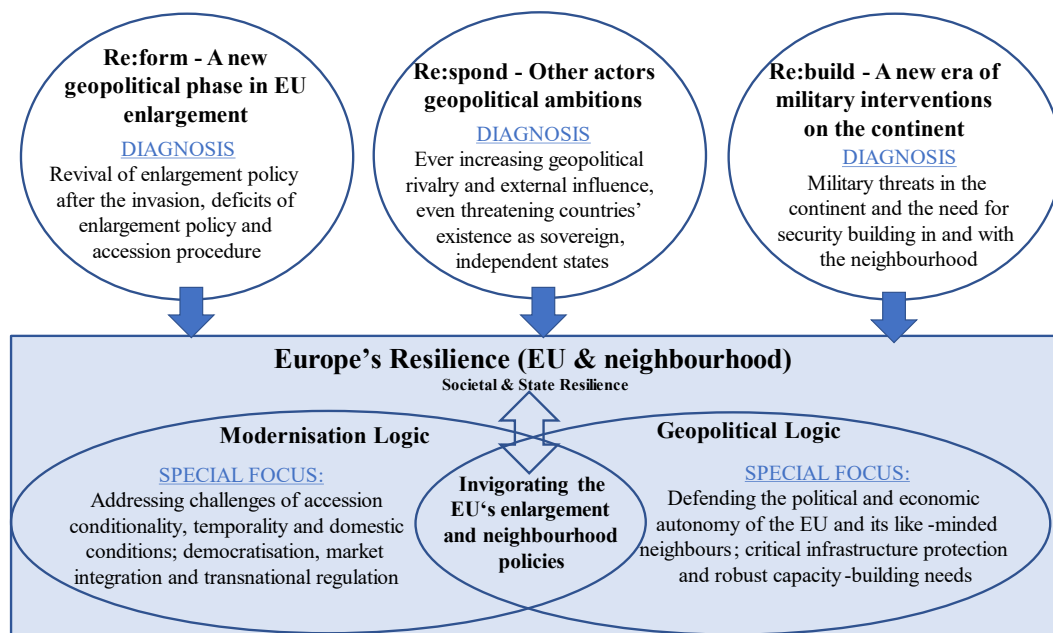 Re:form - A new
geopolitical phase in EU
enlargement
DIAGNOSIS
Revival of enlargement policy
after the invasion, deficits of
enlargement policy and
accession procedure
Re:spond - Other actors
geopolitical ambitions
DIAGNOSIS
Ever increasing geopolitical
rivalry and external influence,
even threatening countries’
existence as sovereign,
independent states
Re:build - A new era of
military interventions
on the continent
DIAGNOSIS
Military threats in the
continent and the need for
security building in and with
the neighbourhood
Europe’s Resilience (EU & neighbourhood)
Societal & State Resilience
Modernisation Logic
SPECIAL FOCUS:
Addressing challenges of accession
conditionality, temporality and domestic
conditions; democratisation, market
integration and transnational regulation
Invigorating the
EU‘s enlargement
and neighbourhood
policies
Geopolitical Logic
SPECIAL FOCUS:
Defending the political and economic
autonomy of the EU and its like-minded
neighbours; critical infrastructure protection
and robust capacity-building needs